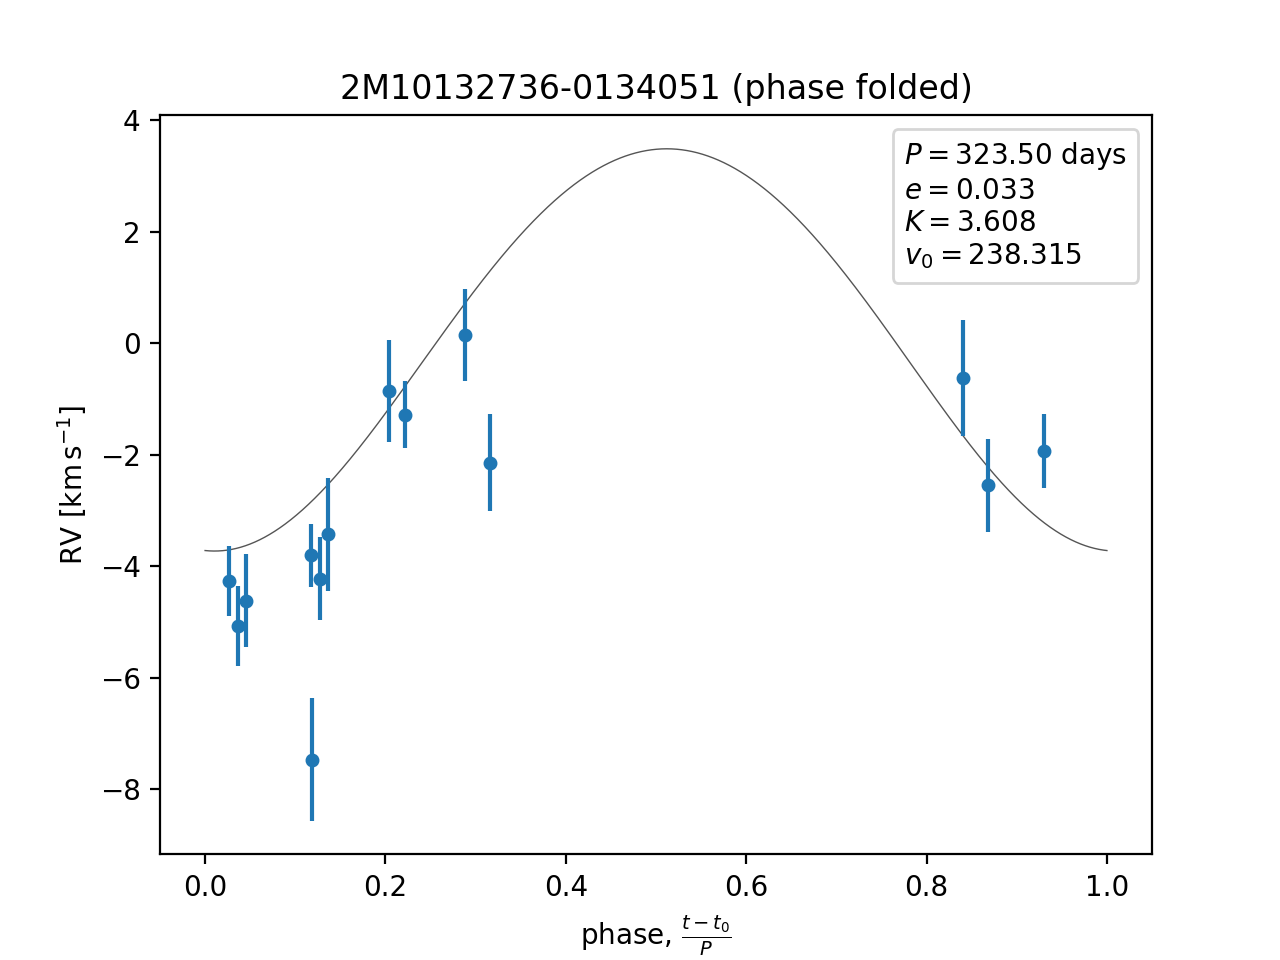 2M10132736-0134051 (phase folded)
P = 323.50 days
e = 0.033
K = 3.608
v₀ = 238.315
RV [km s⁻¹]
4
2
0
−2
−4
−6
−8
0.0 0.2 0.4 0.6 0.8 1.0
phase, (t − t₀)/P